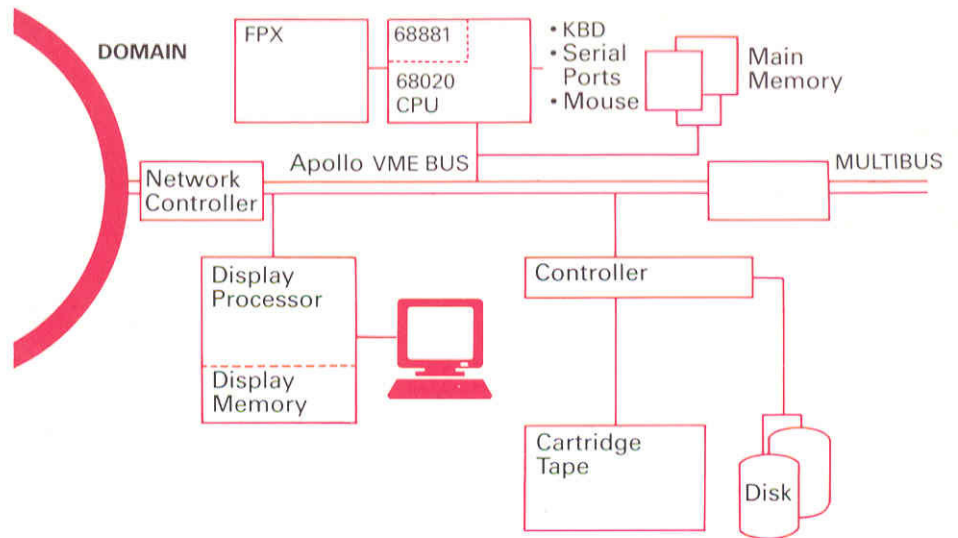 DOMAIN
FPX
68881
68020
CPU
• KBD
• Serial
Ports
• Mouse
Main
Memory
Apollo VME BUS
MULTIBUS
Network
Controller
Display
Processor
Display
Memory
Controller
Cartridge
Tape
Disk